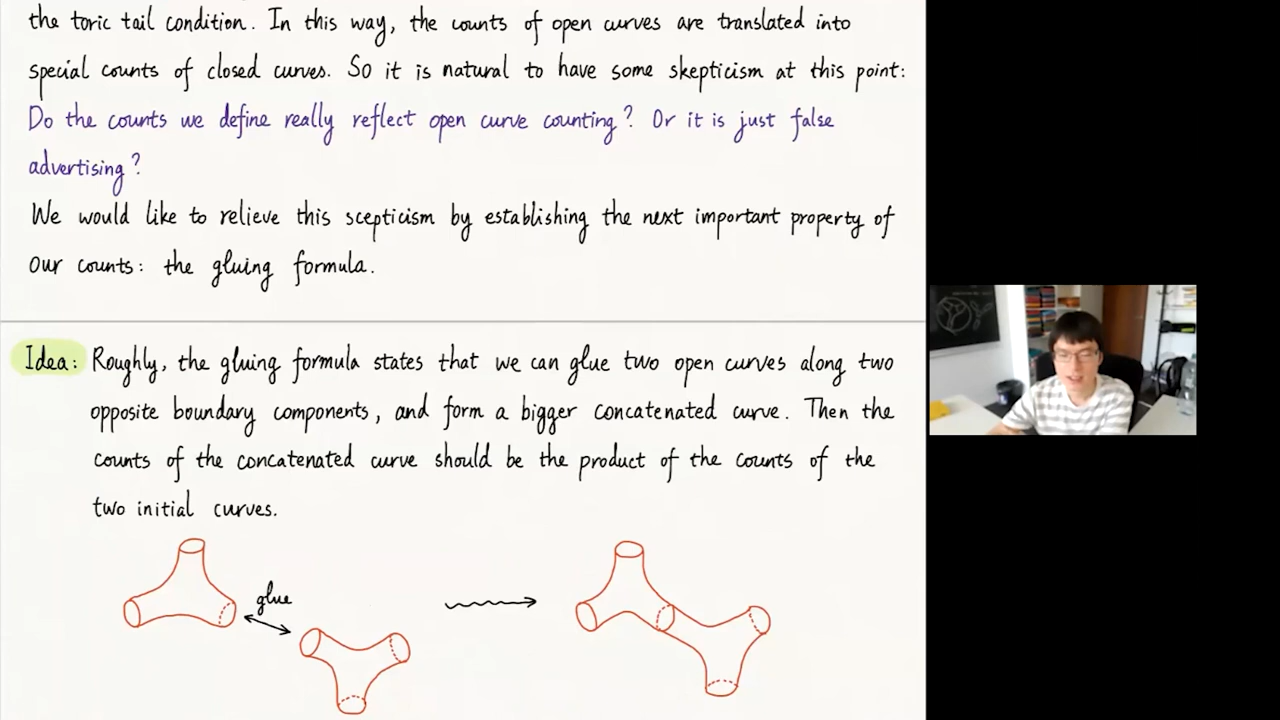 the toric tail condition. In this way, the counts of open curves are translated into
special counts of closed curves. So it is natural to have some skepticism at this point:
Do the counts we define really reflect open curve counting? Or it is just false
advertising?
We would like to relieve this scepticism by establishing the next important property of
our counts: the gluing formula.
Idea: Roughly, the gluing formula states that we can glue two open curves along two
opposite boundary components, and form a bigger concatenated curve. Then the
counts of the concatenated curve should be the product of the counts of the
two initial curves.
glue